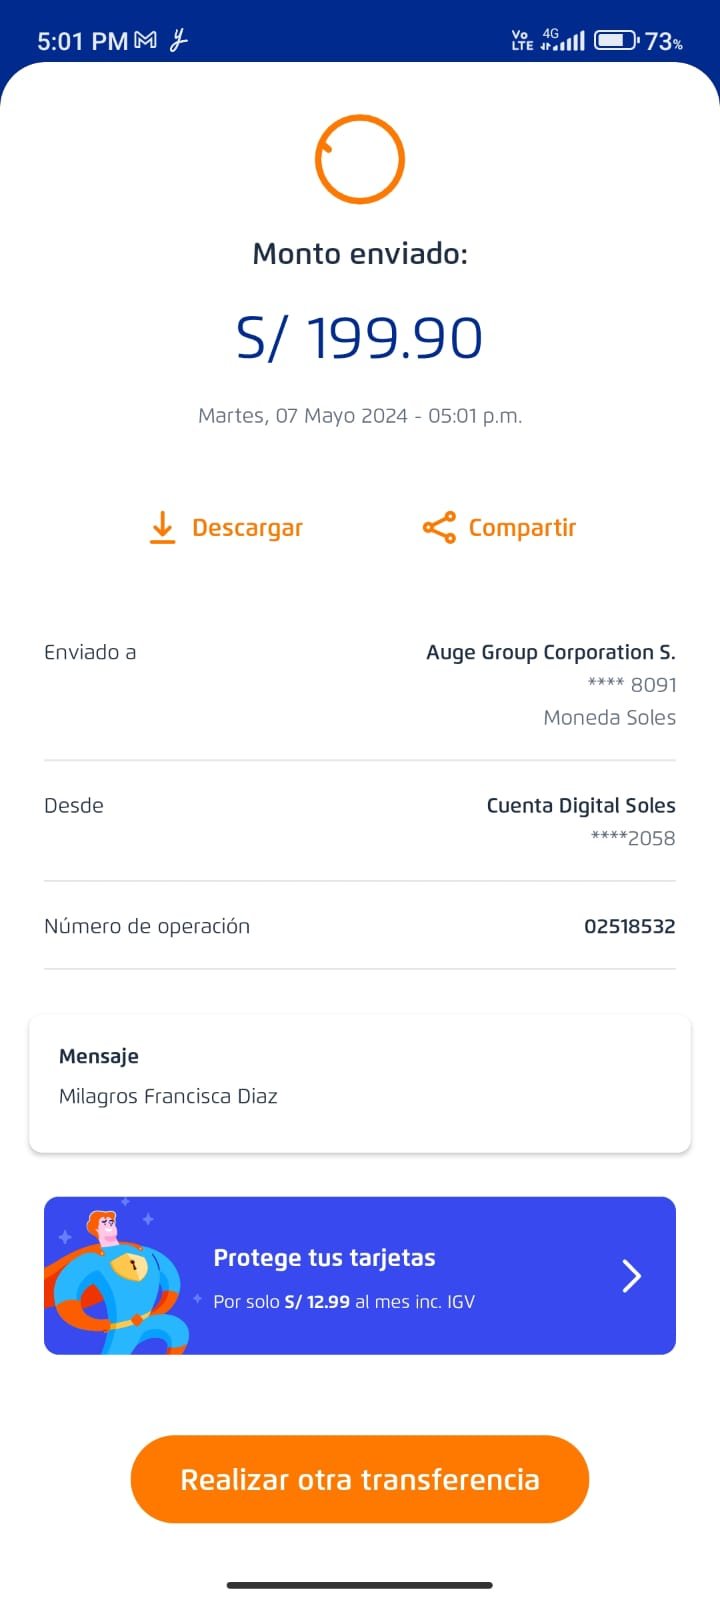 5:01 PM
Vo LTE 4G 73%
Monto enviado:
S/ 199.90
Martes, 07 Mayo 2024 - 05:01 p.m.
Descargar Compartir
Enviado a Auge Group Corporation S.
**** 8091
Moneda Soles
Desde Cuenta Digital Soles
****2058
Número de operación 02518532
Mensaje
Milagros Francisca Diaz
Protege tus tarjetas
Por solo S/ 12.99 al mes inc. IGV
Realizar otra transferencia